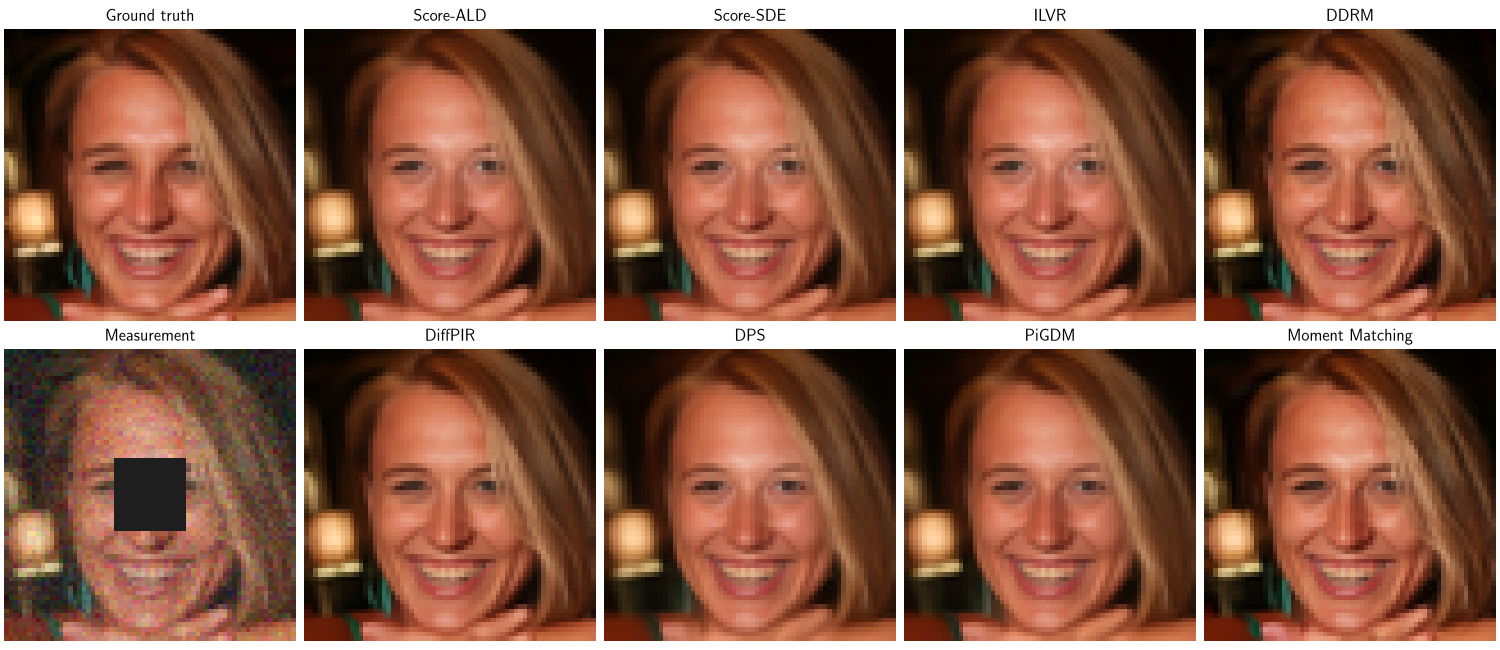 Ground truth
Score-ALD
Score-SDE
ILVR
DDRM
Measurement
DiffPIR
DPS
PiGDM
Moment Matching